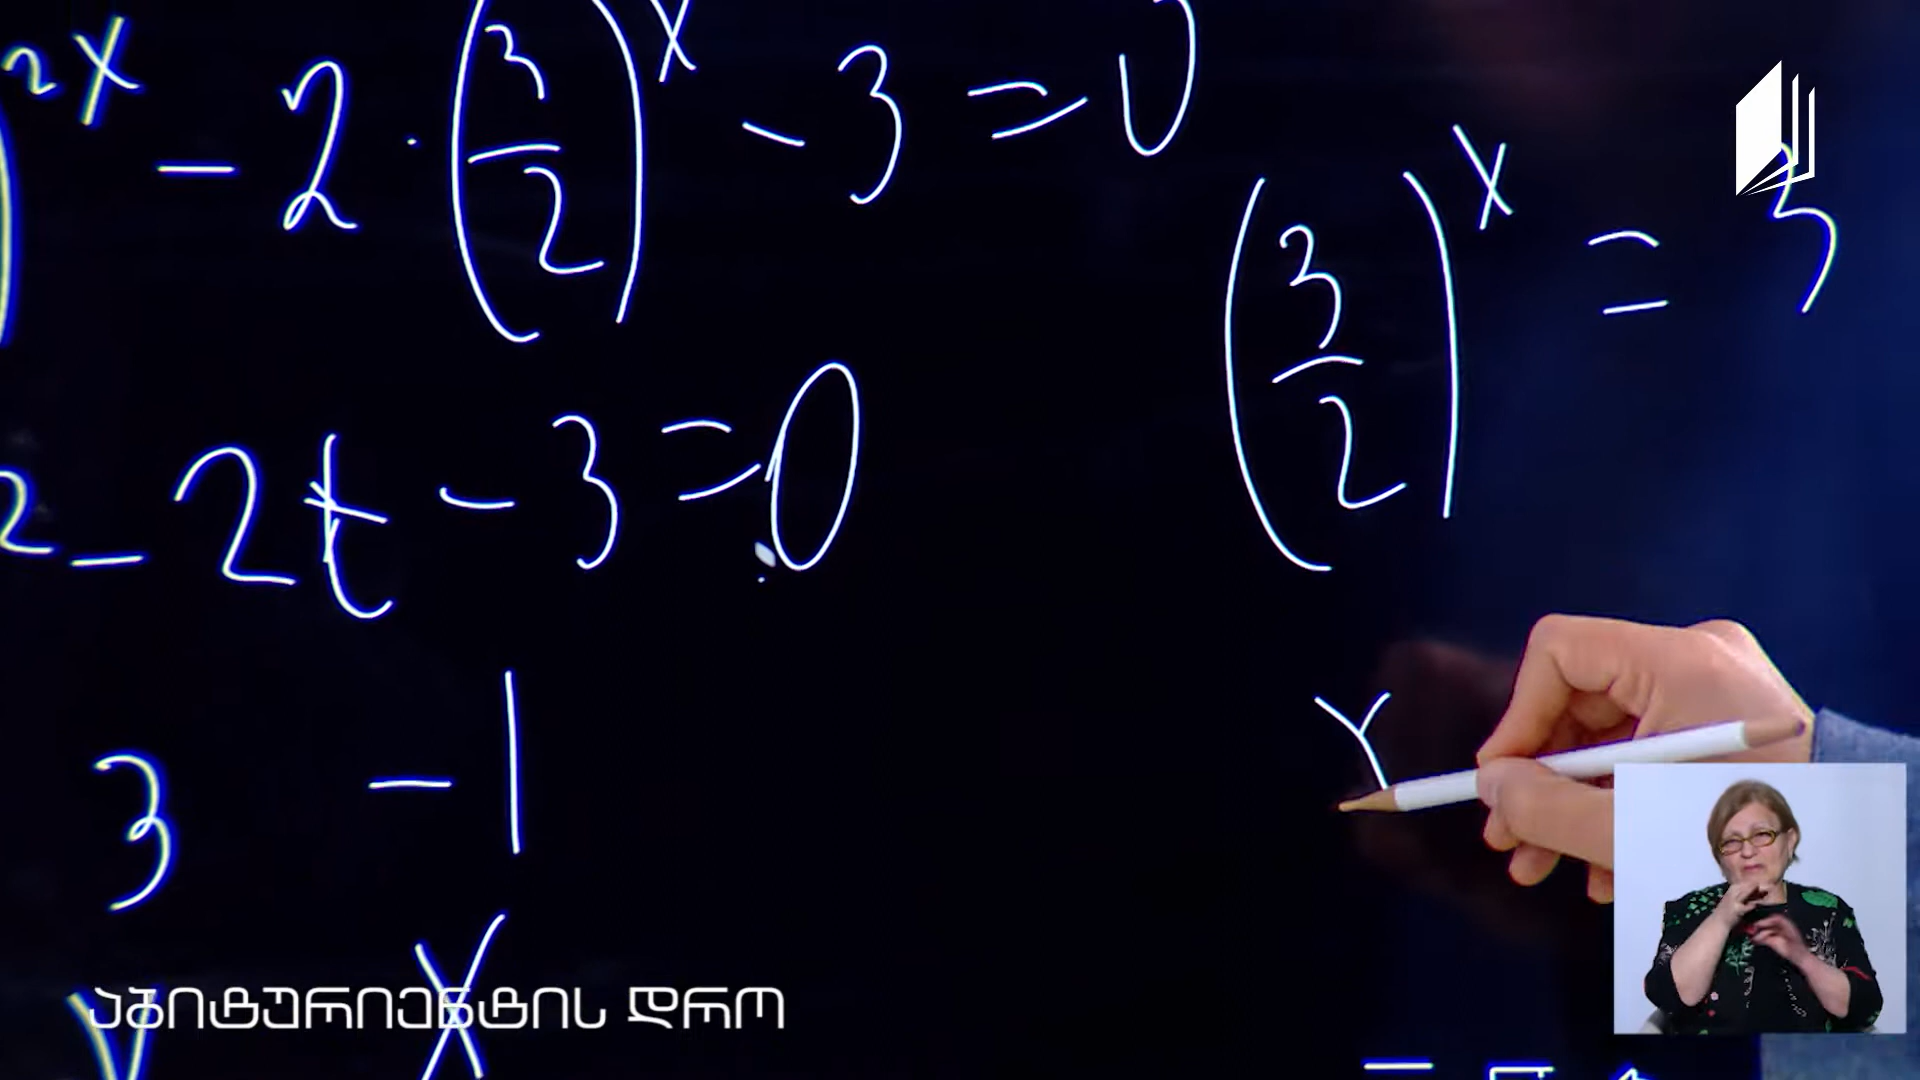 )^{2x} - 2 · (3/2)^x - 3 = 0
(3/2)^x = 3
2 - 2t - 3 = 0
3 -1
x
აბიტურიენტის დრო